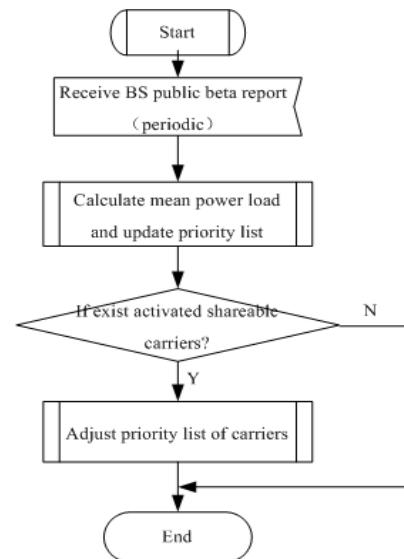 Start
Receive BS public beta report
（periodic）
Calculate mean power load
and update priority list
If exist activated shareable
carriers?
N
Y
Adjust priority list of carriers
End